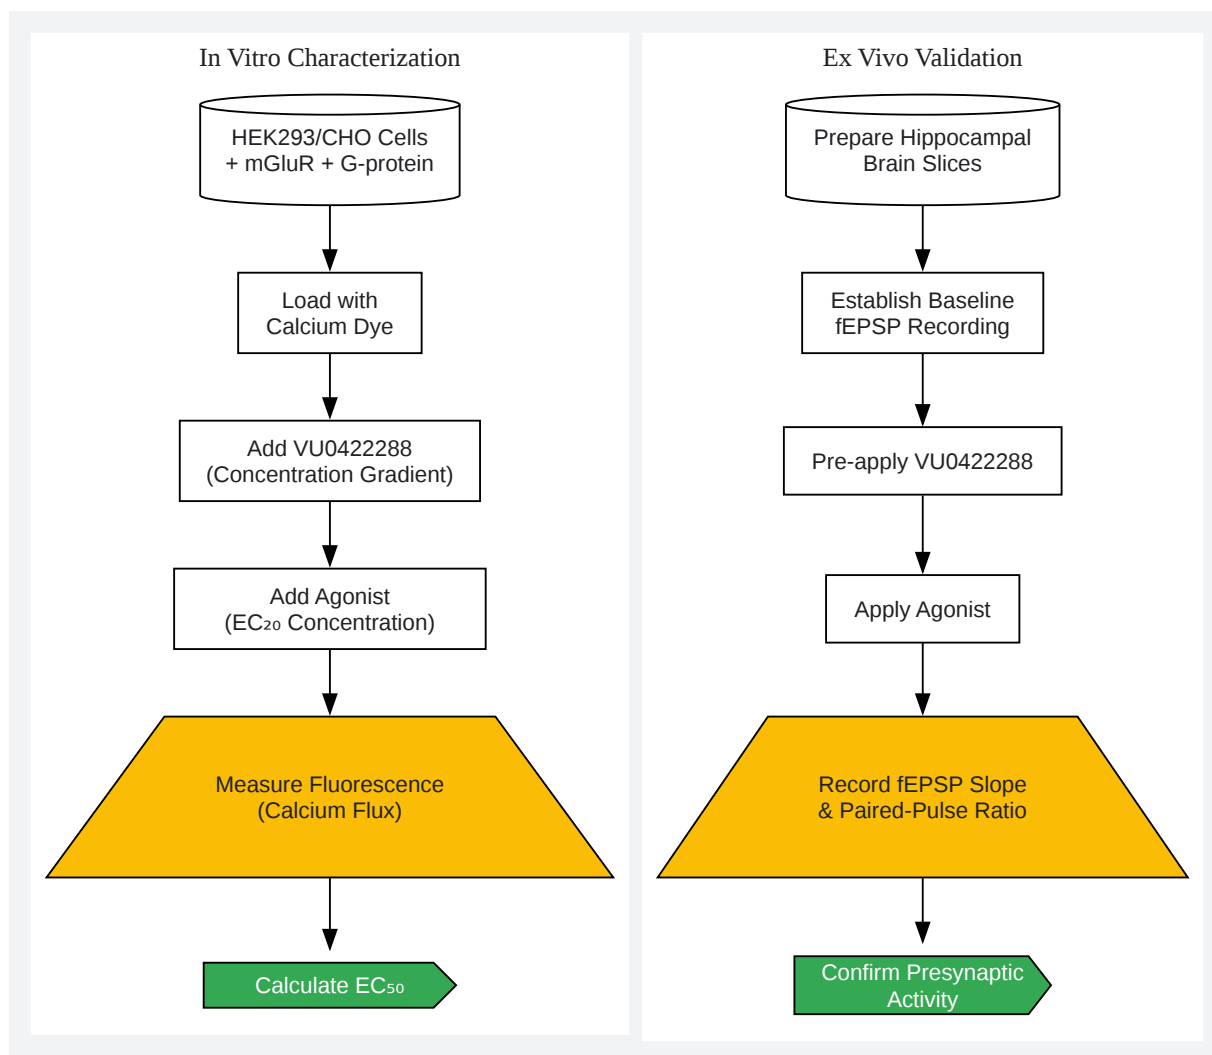 In Vitro Characterization
HEK293/CHO Cells
+ mGluR + G-protein
Load with
Calcium Dye
Add VU0422288
(Concentration Gradient)
Add Agonist
(EC₂₀ Concentration)
Measure Fluorescence
(Calcium Flux)
Calculate EC₅₀
Ex Vivo Validation
Prepare Hippocampal
Brain Slices
Establish Baseline
fEPSP Recording
Pre-apply VU0422288
Apply Agonist
Record fEPSP Slope
& Paired-Pulse Ratio
Confirm Presynaptic
Activity